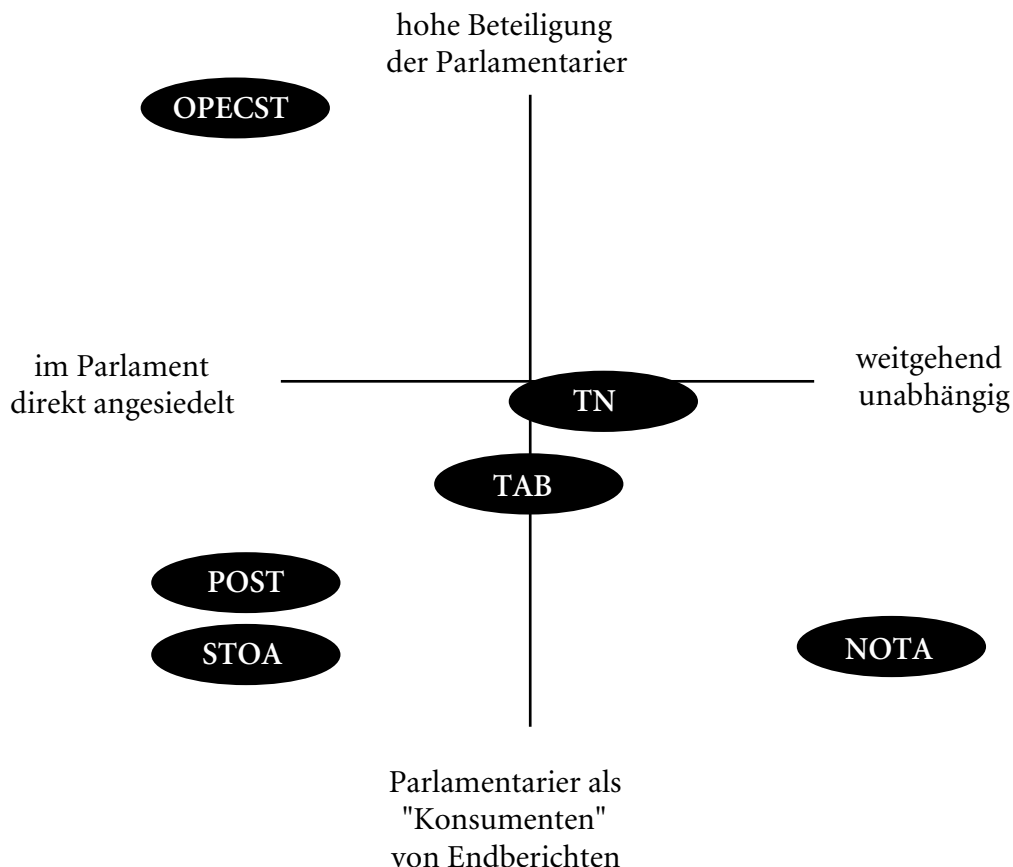 hohe Beteiligung
der Parlamentarier
OPECST
im Parlament
direkt angesiedelt
weitgehend
unabhängig
TN
TAB
POST
STOA
NOTA
Parlamentarier als
"Konsumenten"
von Endberichten